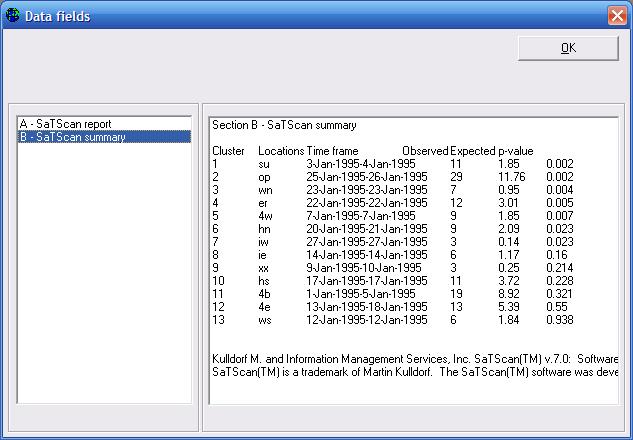 Data fields
OK
A - SaTScan report
B - SaTScan summary
Section B - SaTScan summary
Cluster Locations Time frame Observed Expected p-value
1 su 3-Jan-1995-4-Jan-1995 11 1.85 0.002
2 op 25-Jan-1995-26-Jan-1995 29 11.76 0.002
3 wn 23-Jan-1995-23-Jan-1995 7 0.95 0.004
4 er 22-Jan-1995-22-Jan-1995 12 3.01 0.005
5 4w 7-Jan-1995-7-Jan-1995 9 1.85 0.007
6 hn 20-Jan-1995-21-Jan-1995 9 2.09 0.023
7 iw 27-Jan-1995-27-Jan-1995 3 0.14 0.023
8 ie 14-Jan-1995-14-Jan-1995 6 1.17 0.16
9 xx 9-Jan-1995-10-Jan-1995 3 0.25 0.214
10 hs 17-Jan-1995-17-Jan-1995 11 3.72 0.228
11 4b 1-Jan-1995-5-Jan-1995 19 8.92 0.321
12 4e 13-Jan-1995-18-Jan-1995 13 5.39 0.55
13 ws 12-Jan-1995-12-Jan-1995 6 1.84 0.938
Kulldorf M. and Information Management Services, Inc. SaTScan(TM) v.7.0: Software
SaTScan(TM) is a trademark of Martin Kulldorf. The SaTScan(TM) software was deve